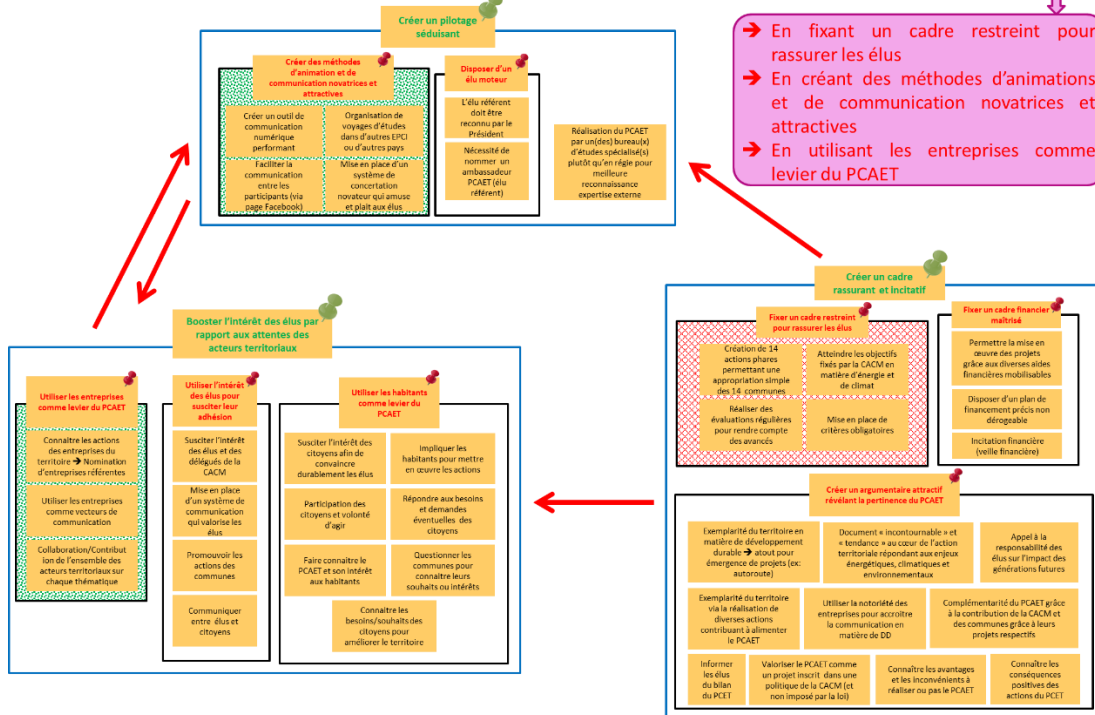 Créer un pilotage
séduisant
Créer des méthodes
d'animation et de
communication novatrices et
attractives
Créer un outil de
communication
numérique
performant
Organisation de
voyages d'études
dans d'autres EPCI
ou d'autres pays
Faciliter la
communication
entre les
participants (via
page Facebook)
Mise en place d'un
système de
concertation
novateur qui amuse
et plait aux élus
Disposer d'un
élu moteur
L'élu référent
doit être
reconnu par le
Président
Nécessité de
nommer un
ambassadeur
PCAET (élu
référent)
Réalisation du PCAET
par un(des) bureau(x)
d'études spécialisé(s)
plutôt qu'en régie pour
meilleure
reconnaissance
expertise externe
➔ En fixant un cadre restreint pour
rassurer les élus
➔ En créant des méthodes d'animations
et de communication novatrices et
attractives
➔ En utilisant les entreprises comme
levier du PCAET
Booster l'intérêt des élus par
rapport aux attentes des
acteurs territoriaux
Utiliser les entreprises
comme levier du PCAET
Connaitre les actions
des entreprises du
territoire ➔ Nomination
d'entreprises référentes
Utiliser les entreprises
comme vecteurs de
communication
Collaboration/Contribut
ion de l'ensemble des
acteurs territoriaux sur
chaque thématique
Utiliser l'intérêt
des élus pour
susciter leur
adhésion
Susciter l'intérêt
des élus et des
délégués de la
CACM
Mise en place
d'un système de
communication
qui valorise les
élus
Promouvoir les
actions des
communes
Communiquer
entre élus et
citoyens
Utiliser les habitants
comme levier du
PCAET
Susciter l'intérêt des
citoyens afin de
convaincre
durablement les élus
Impliquer les
habitants pour mettre
en œuvre les actions
Participation des
citoyens et volonté
d'agir
Répondre aux besoins
et demandes
éventuelles des
citoyens
Faire connaitre le
PCAET et son intérêt
aux habitants
Questionner les
communes pour
connaitre leurs
souhaits ou intérêts
Connaitre les
besoins/souhaits des
citoyens pour
améliorer le territoire
Créer un cadre
rassurant et incitatif
Fixer un cadre restreint
pour rassurer les élus
Création de 14
actions phares
permettant une
appropriation simple
des 14 communes
Atteindre les objectifs
fixés par la CACM en
matière d'énergie et
de climat
Réaliser des
évaluations régulières
pour rendre compte
des avancés
Mise en place de
critères obligatoires
Fixer un cadre financier
maîtrisé
Permettre la mise en
œuvre des projets
grâce aux diverses aides
financières mobilisables
Disposer d'un plan de
financement précis non
dérogeable
Incitation financière
(veille financière)
Créer un argumentaire attractif
révélant la pertinence du PCAET
Exemplarité du territoire en
matière de développement
durable ➔ atout pour
émergence de projets (ex:
autoroute)
Document « incontournable » et
« tendance » au cœur de l'action
territoriale répondant aux enjeux
énergétiques, climatiques et
environnementaux
Appel à la
responsabilité des
élus sur l'impact des
générations futures
Exemplarité du territoire
via la réalisation de
diverses actions
contribuant à alimenter
le PCAET
Utiliser la notoriété des
entreprises pour accroitre
la communication en
matière de DD
Complémentarité du PCAET grâce
à la contribution de la CACM et
des communes grâce à leurs
projets respectifs
Informer
les élus
du bilan
du PCET
Valoriser le PCAET comme
un projet inscrit dans une
politique de la CACM (et
non imposé par la loi)
Connaître les avantages
et les inconvénients à
réaliser ou pas le PCAET
Connaître les
conséquences
positives des
actions du PCET